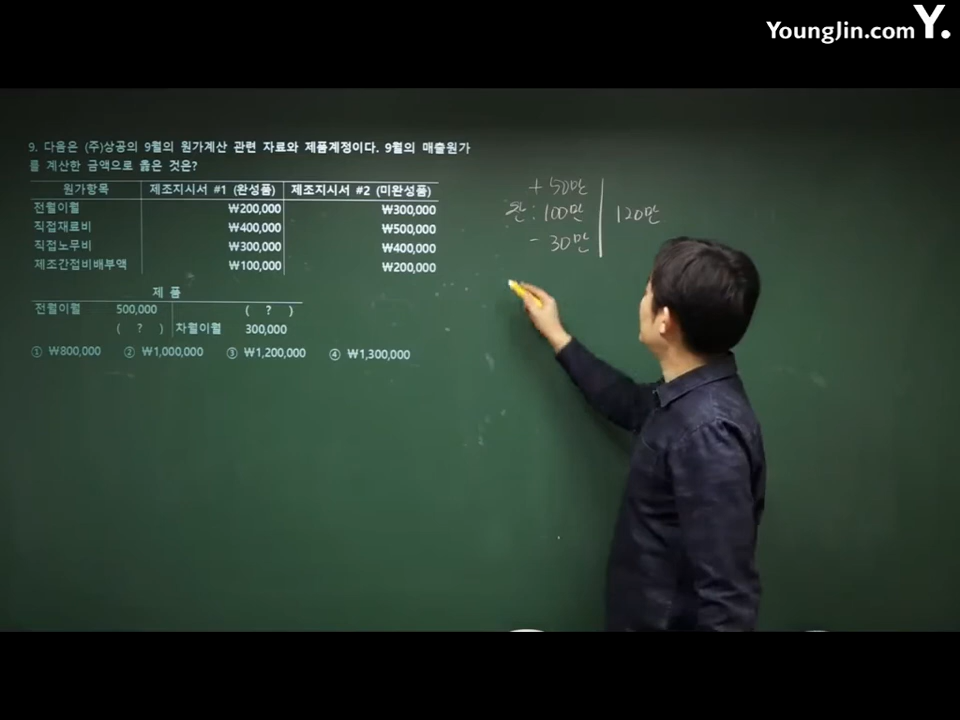 YoungJin.com Y.
9. 다음은 (주)상공의 9월의 원가계산 관련 자료와 제품계정이다. 9월의 매출원가
를 계산한 금액으로 옳은 것은?
원가항목 제조지시서 #1 (완성품) 제조지시서 #2 (미완성품)
전월이월 ₩200,000 ₩300,000
직접재료비 ₩400,000 ₩500,000
직접노무비 ₩300,000 ₩400,000
제조간접비배부액 ₩100,000 ₩200,000
제 품
전월이월 500,000 ( ? )
( ? ) 차월이월 300,000
① ₩800,000 ② ₩1,000,000 ③ ₩1,200,000 ④ ₩1,300,000
+ 50만
완 : 100만 120만
- 30만